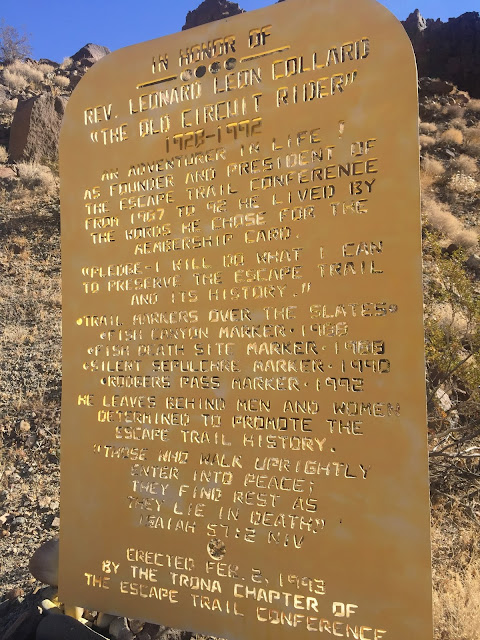 IN HONOR OF
REV. LEONARD LEON COLLARD
"THE OLD CIRCUIT RIDER"
1920-1992
AN ADVENTURER IN LIFE!
AS FOUNDER AND PRESIDENT OF
THE ESCAPE TRAIL CONFERENCE
FROM 1967 TO 92 HE LIVED BY
THE WORDS HE CHOSE FOR THE
MEMBERSHIP CARD.
"PLEDGE-I WILL DO WHAT I CAN
TO PRESERVE THE ESCAPE TRAIL
AND ITS HISTORY."
•TRAIL MARKERS OVER THE SLATES•
•FISH CANYON MARKER•1988
•FISH DEATH SITE MARKER•1988
•SILENT SEPULCHRE MARKER•1990
•RODGERS PASS MARKER•1992
HE LEAVES BEHIND MEN AND WOMEN
DETERMINED TO PROMOTE THE
ESCAPE TRAIL HISTORY.
"THOSE WHO WALK UPRIGHTLY
ENTER INTO PEACE;
THEY FIND REST AS
THEY LIE IN DEATH."
ISAIAH 57:2 NIV
ERECTED FEB. 2, 1993
BY THE TRONA CHAPTER OF
THE ESCAPE TRAIL CONFERENCE